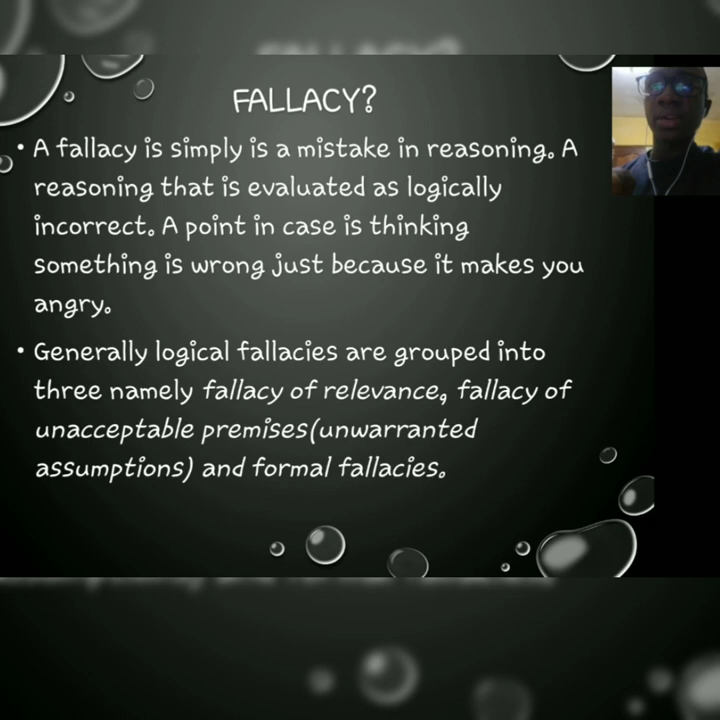 FALLACY?
• A fallacy is simply is a mistake in reasoning. A
reasoning that is evaluated as logically
incorrect. A point in case is thinking
something is wrong just because it makes you
angry.
• Generally logical fallacies are grouped into
three namely fallacy of relevance, fallacy of
unacceptable premises(unwarranted
assumptions) and formal fallacies.